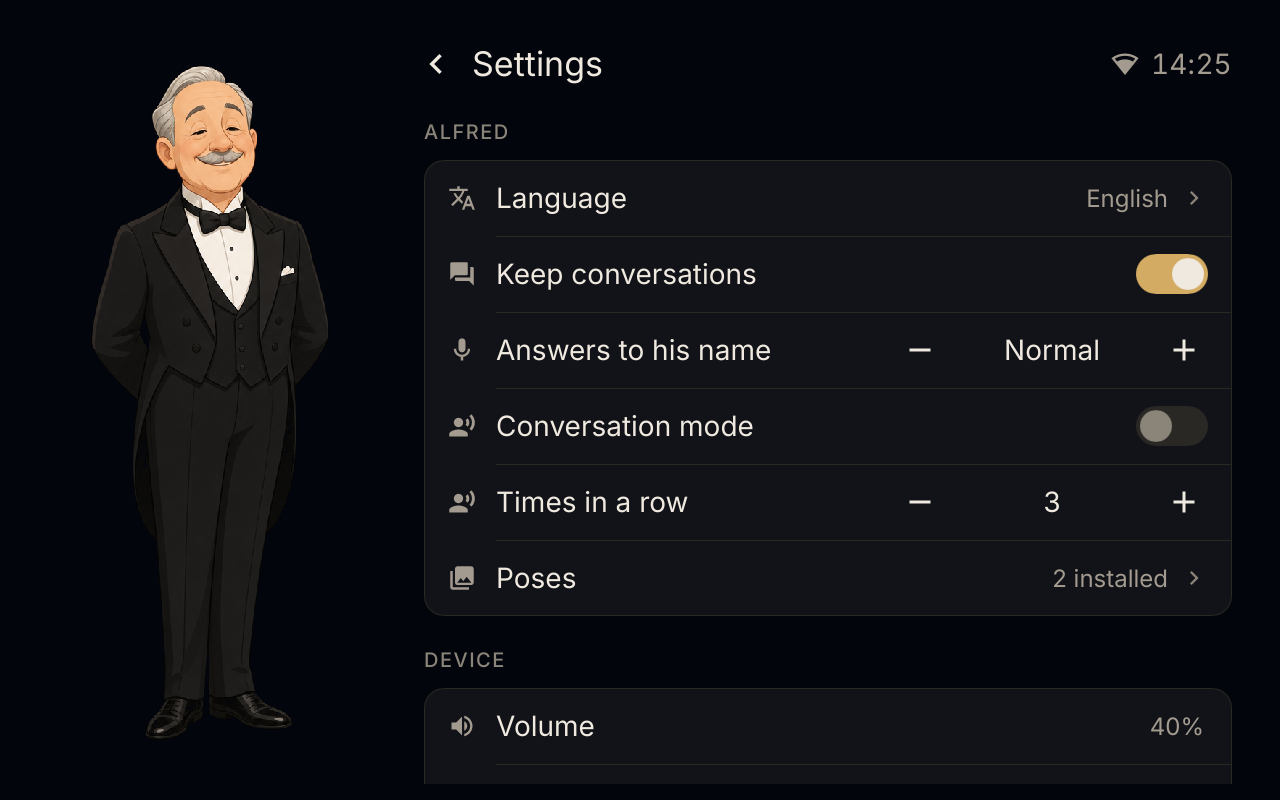 Settings
14:25
ALFRED
Language English
Keep conversations
Answers to his name Normal
Conversation mode
Times in a row 3
Poses 2 installed
DEVICE
Volume 40%